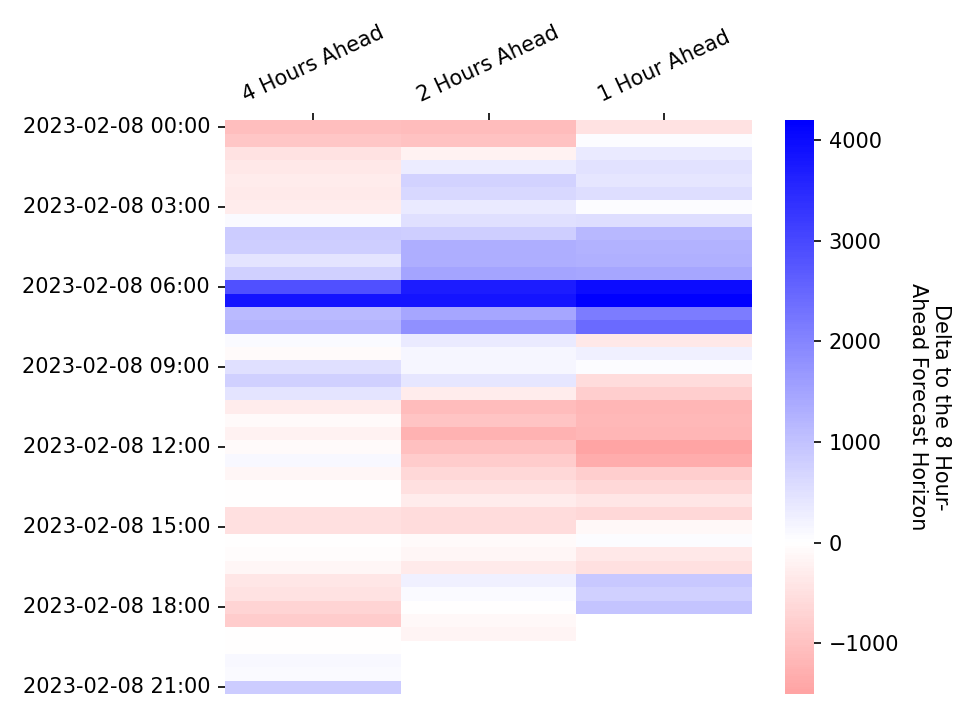 4 Hours Ahead
2 Hours Ahead
1 Hour Ahead
2023-02-08 00:00
2023-02-08 03:00
2023-02-08 06:00
2023-02-08 09:00
2023-02-08 12:00
2023-02-08 15:00
2023-02-08 18:00
2023-02-08 21:00
4000
3000
2000
1000
0
−1000
Delta to the 8 Hour-
Ahead Forecast Horizon